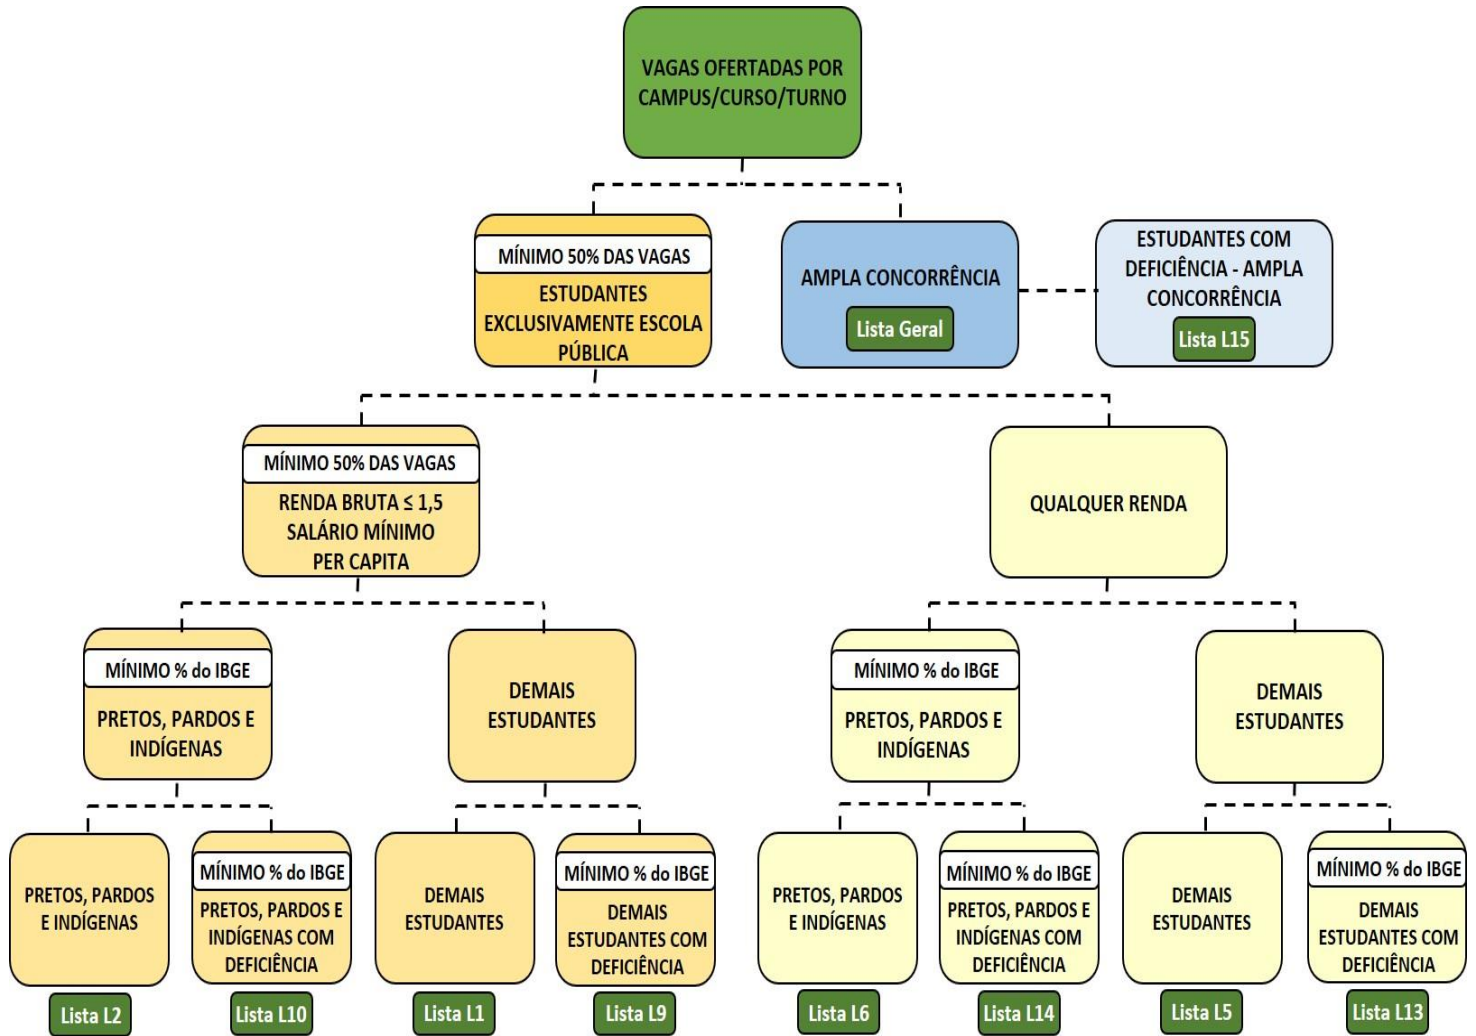 VAGAS OFERTADAS POR
CAMPUS/CURSO/TURNO
MÍNIMO 50% DAS VAGAS
ESTUDANTES
EXCLUSIVAMENTE ESCOLA
PÚBLICA
AMPLA CONCORRÊNCIA
Lista Geral
ESTUDANTES COM
DEFICIÊNCIA - AMPLA
CONCORRÊNCIA
Lista L15
MÍNIMO 50% DAS VAGAS
RENDA BRUTA ≤ 1,5
SALÁRIO MÍNIMO
PER CAPITA
QUALQUER RENDA
MÍNIMO % do IBGE
PRETOS, PARDOS E
INDÍGENAS
DEMAIS
ESTUDANTES
MÍNIMO % do IBGE
PRETOS, PARDOS E
INDÍGENAS
DEMAIS
ESTUDANTES
PRETOS, PARDOS
E INDÍGENAS
Lista L2
MÍNIMO % do IBGE
PRETOS, PARDOS E
INDÍGENAS COM
DEFICIÊNCIA
Lista L10
DEMAIS
ESTUDANTES
Lista L1
MÍNIMO % do IBGE
DEMAIS
ESTUDANTES COM
DEFICIÊNCIA
Lista L9
PRETOS, PARDOS
E INDÍGENAS
Lista L6
MÍNIMO % do IBGE
PRETOS, PARDOS E
INDÍGENAS COM
DEFICIÊNCIA
Lista L14
DEMAIS
ESTUDANTES
Lista L5
MÍNIMO % do IBGE
DEMAIS
ESTUDANTES COM
DEFICIÊNCIA
Lista L13